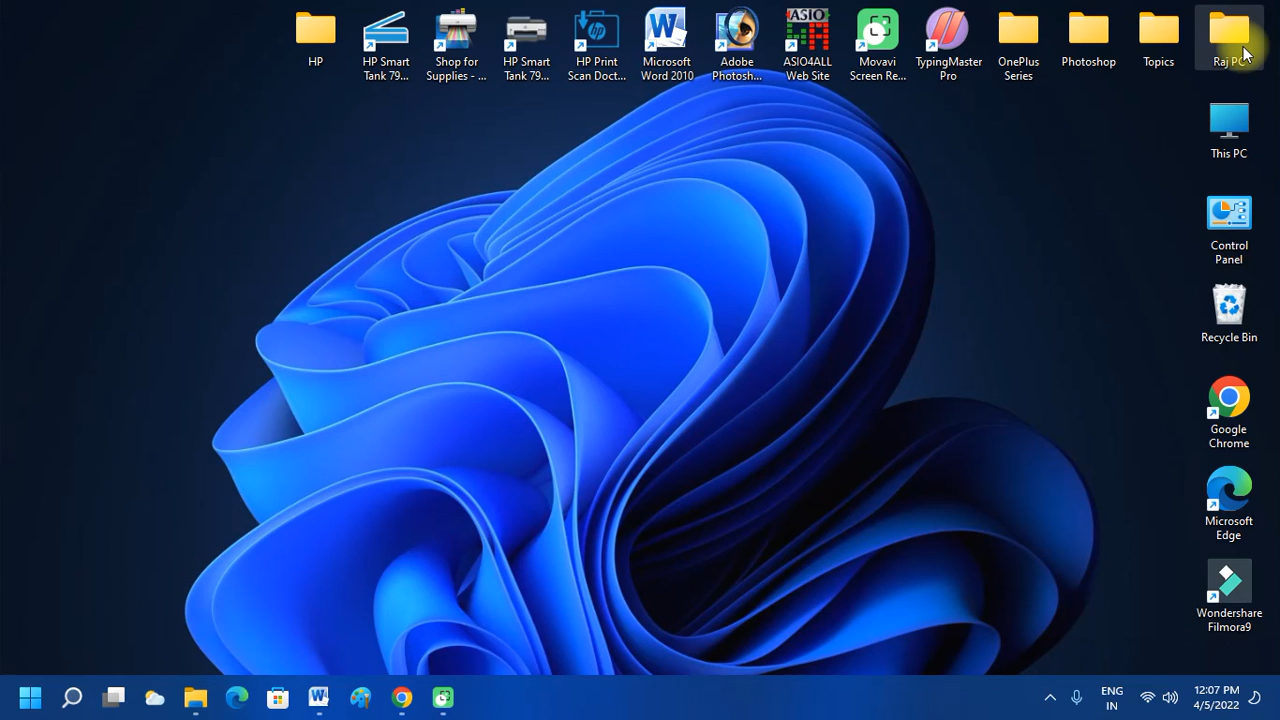 HP
HP Smart
Tank 79...
Shop for
Supplies - ...
HP Smart
Tank 79...
HP Print
Scan Doct...
Microsoft
Word 2010
Adobe
Photosh...
ASIO
ASIO4ALL
Web Site
Movavi
Screen Re...
TypingMaster
Pro
OnePlus
Series
Photoshop
Topics
Raj PC
This PC
Control
Panel
Recycle Bin
Google
Chrome
Microsoft
Edge
Wondershare
Filmora9
ENG
IN
12:07 PM
4/5/2022